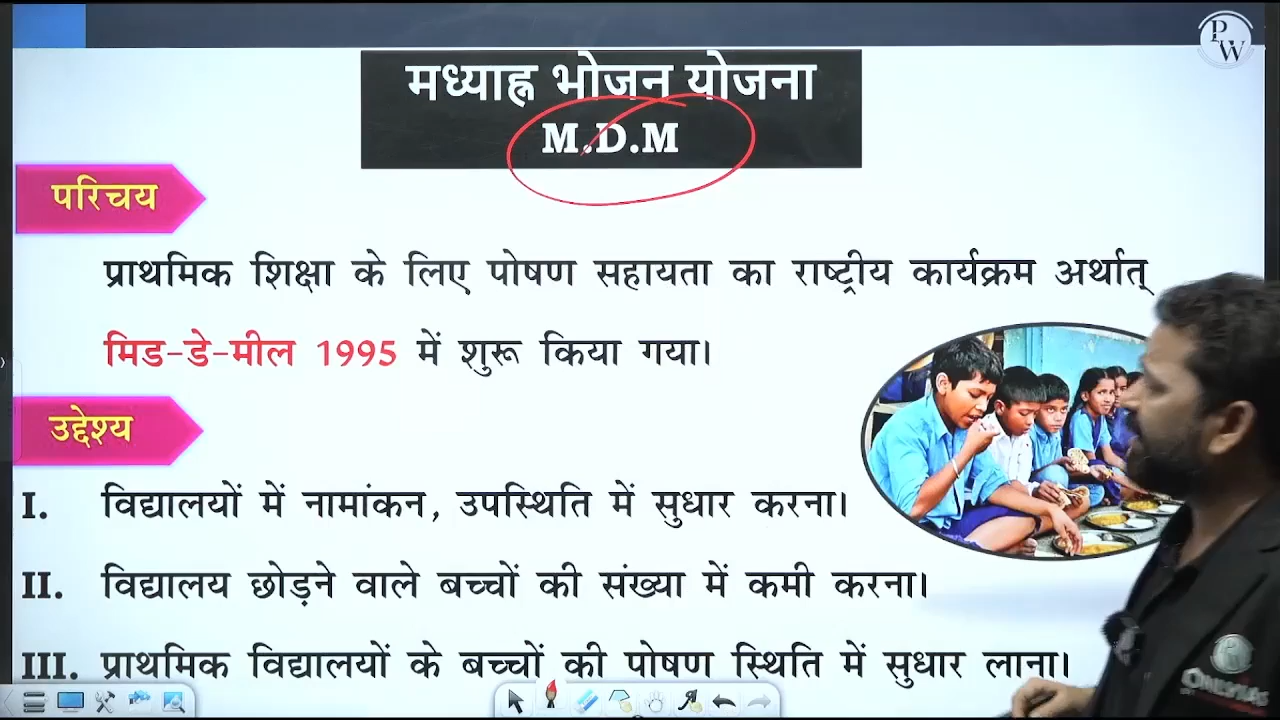 PW
मध्याह्न भोजन योजना
M.D.M
परिचय
प्राथमिक शिक्षा के लिए पोषण सहायता का राष्ट्रीय कार्यक्रम अर्थात्
मिड-डे-मील 1995 में शुरू किया गया।
उद्देश्य
I. विद्यालयों में नामांकन, उपस्थिति में सुधार करना।
II. विद्यालय छोड़ने वाले बच्चों की संख्या में कमी करना।
III. प्राथमिक विद्यालयों के बच्चों की पोषण स्थिति में सुधार लाना।